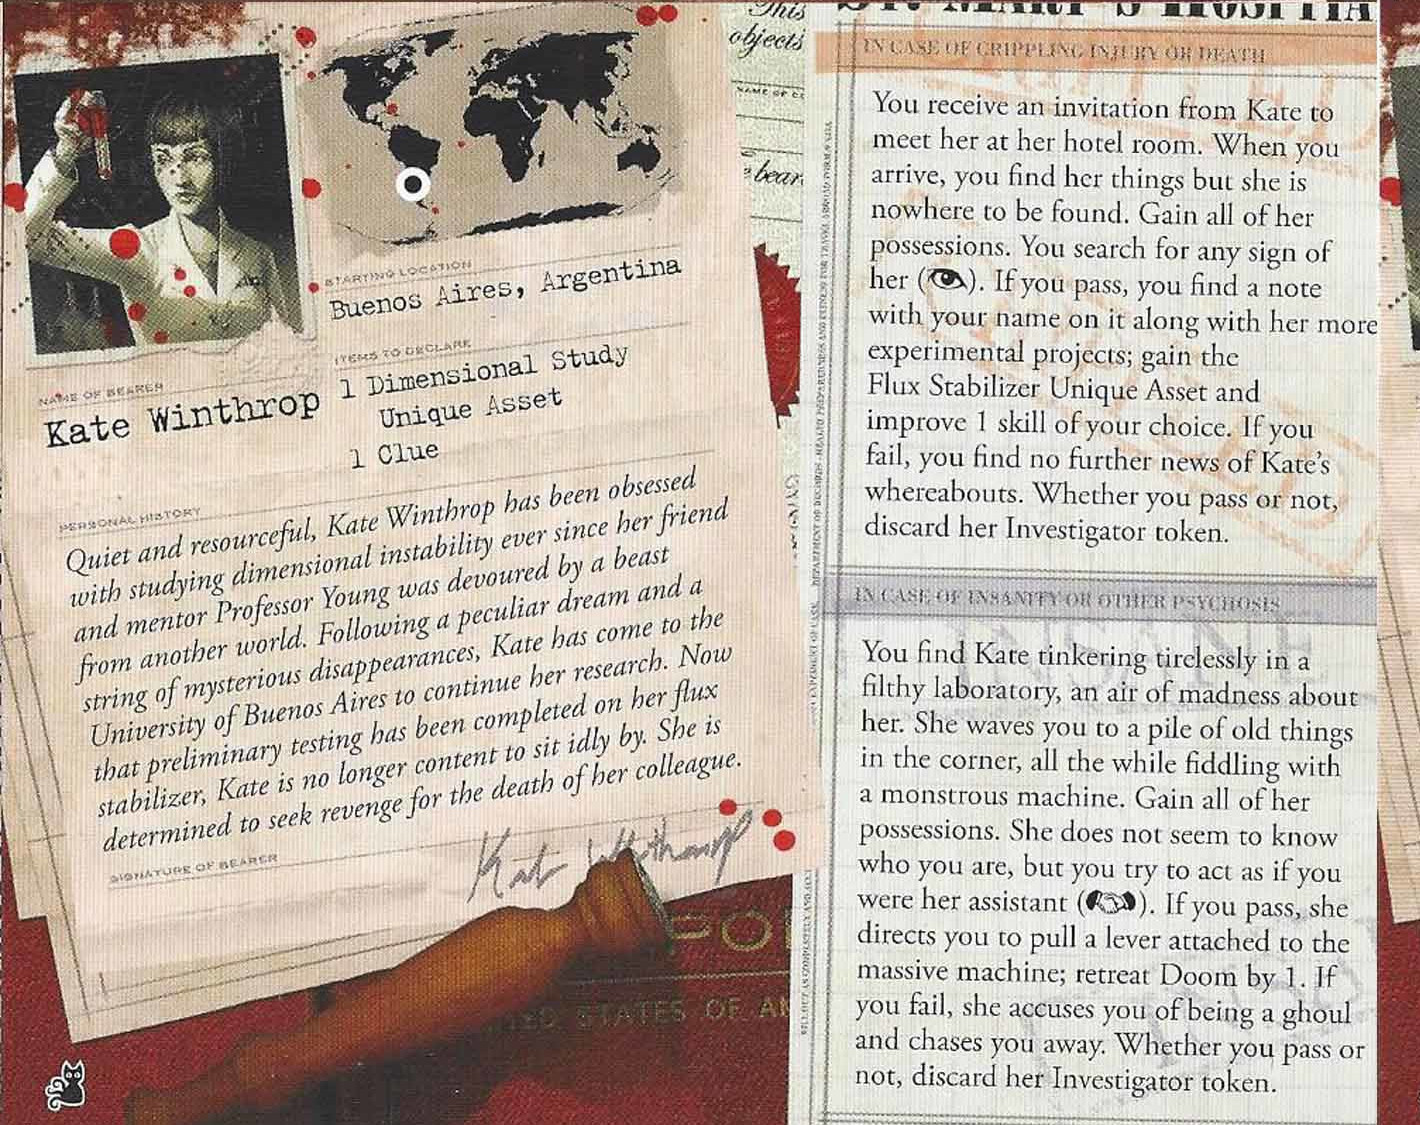 STARTING LOCATION
Buenos Aires, Argentina
ITEMS TO DECLARE
1 Dimensional Study
Unique Asset
1 Clue
NAME OF BEARER
Kate Winthrop
PERSONAL HISTORY
Quiet and resourceful, Kate Winthrop has been obsessed
with studying dimensional instability ever since her friend
and mentor Professor Young was devoured by a beast
from another world. Following a peculiar dream and a
string of mysterious disappearances, Kate has come to the
University of Buenos Aires to continue her research. Now
that preliminary testing has been completed on her flux
stabilizer, Kate is no longer content to sit idly by. She is
determined to seek revenge for the death of her colleague.
SIGNATURE OF BEARER
Kate Winthrop
STATES OF
This
objects
bear
ST. MARY'S HOSPITA
IN CASE OF CRIPPLING INJURY OR DEATH
You receive an invitation from Kate to
meet her at her hotel room. When you
arrive, you find her things but she is
nowhere to be found. Gain all of her
possessions. You search for any sign of
her ( ). If you pass, you find a note
with your name on it along with her more
experimental projects; gain the
Flux Stabilizer Unique Asset and
improve 1 skill of your choice. If you
fail, you find no further news of Kate's
whereabouts. Whether you pass or not,
discard her Investigator token.
IN CASE OF INSANITY OR OTHER PSYCHOSIS
INSANE
You find Kate tinkering tirelessly in a
filthy laboratory, an air of madness about
her. She waves you to a pile of old things
in the corner, all the while fiddling with
a monstrous machine. Gain all of her
possessions. She does not seem to know
who you are, but you try to act as if you
were her assistant ( ). If you pass, she
directs you to pull a lever attached to the
massive machine; retreat Doom by 1. If
you fail, she accuses you of being a ghoul
and chases you away. Whether you pass or
not, discard her Investigator token.